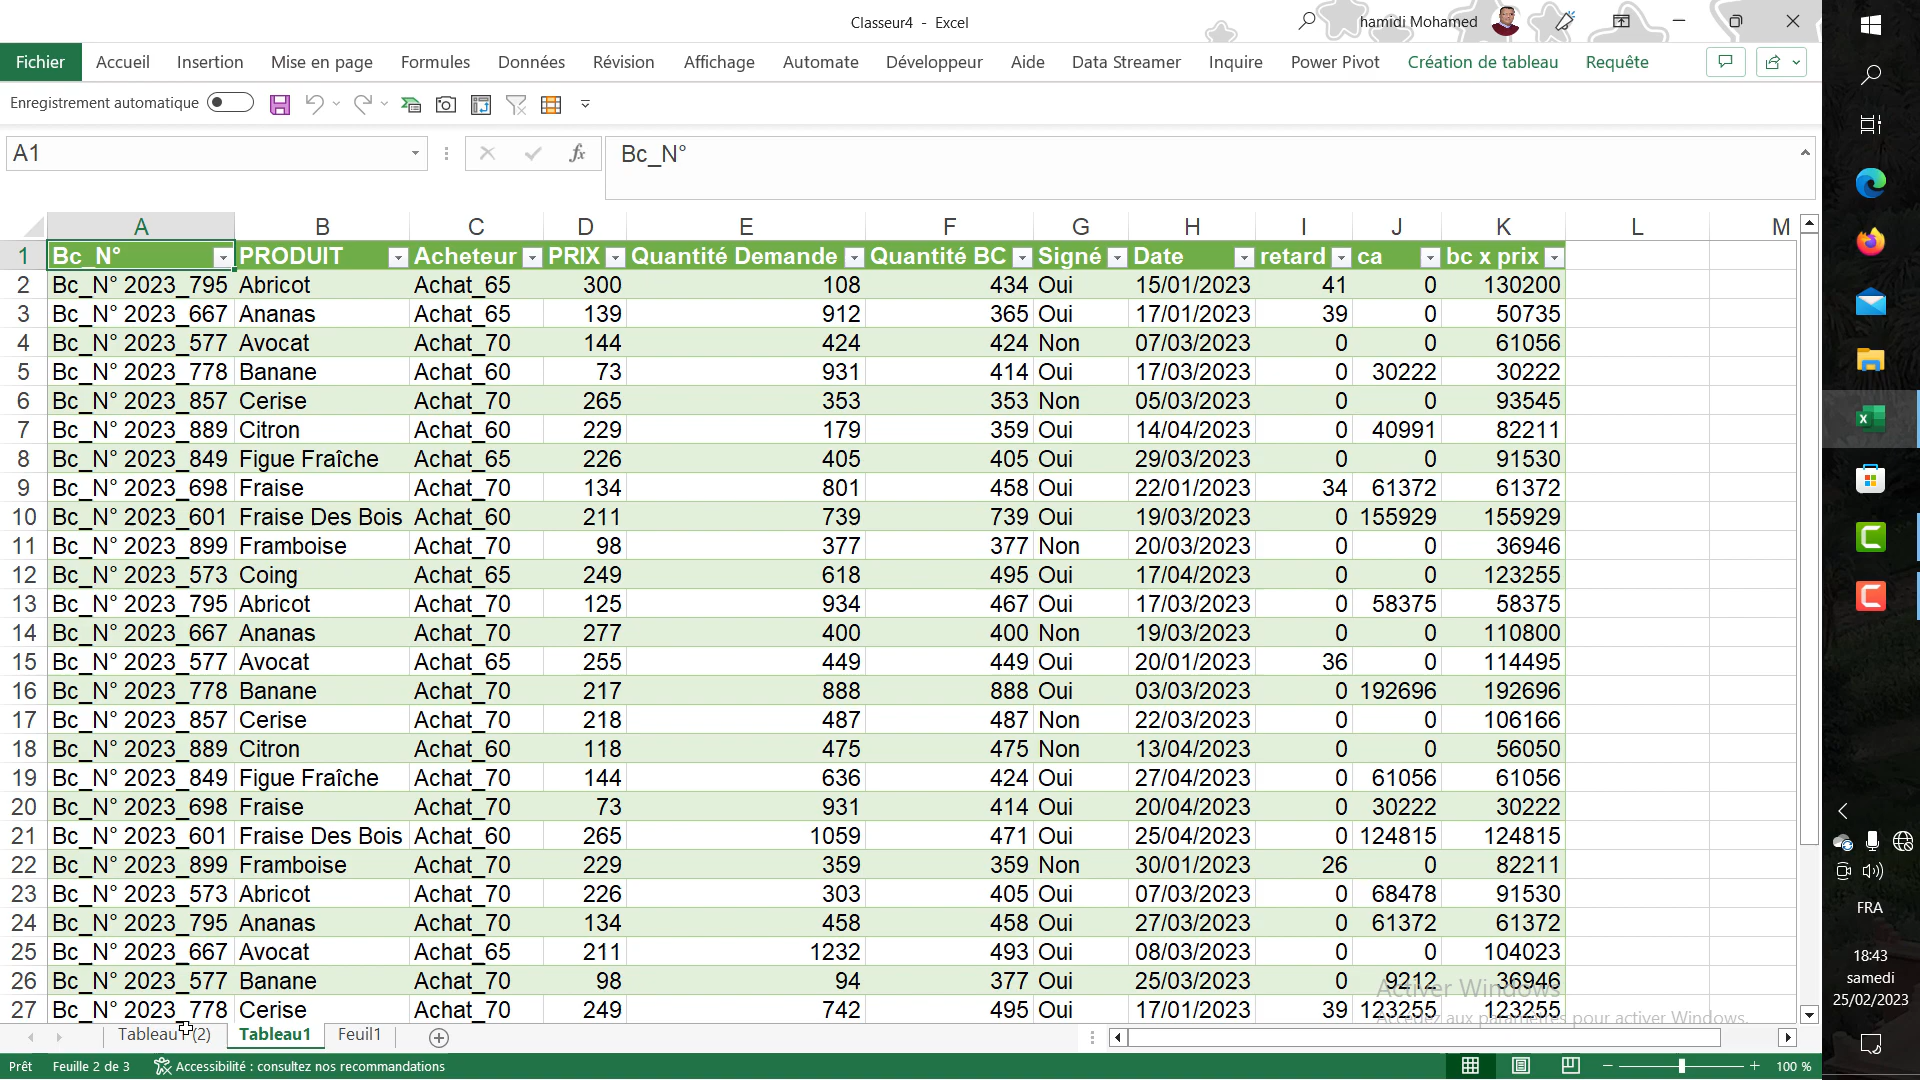 Classeur4 - Excel
hamidi Mohamed
Fichier Accueil Insertion Mise en page Formules Données Révision Affichage Automate Développeur Aide Data Streamer Inquire Power Pivot Création de tableau Requête
Enregistrement automatique
A1 fx Bc_N°
A B C D E F G H I J K L M
1 Bc_N° PRODUIT Acheteur PRIX Quantité Demande Quantité BC Signé Date retard ca bc x prix
2 Bc_N° 2023_795 Abricot Achat_65 300 108 434 Oui 15/01/2023 41 0 130200
3 Bc_N° 2023_667 Ananas Achat_65 139 912 365 Oui 17/01/2023 39 0 50735
4 Bc_N° 2023_577 Avocat Achat_70 144 424 424 Non 07/03/2023 0 0 61056
5 Bc_N° 2023_778 Banane Achat_60 73 931 414 Oui 17/03/2023 0 30222 30222
6 Bc_N° 2023_857 Cerise Achat_70 265 353 353 Non 05/03/2023 0 0 93545
7 Bc_N° 2023_889 Citron Achat_60 229 179 359 Oui 14/04/2023 0 40991 82211
8 Bc_N° 2023_849 Figue Fraîche Achat_65 226 405 405 Oui 29/03/2023 0 0 91530
9 Bc_N° 2023_698 Fraise Achat_70 134 801 458 Oui 22/01/2023 34 61372 61372
10 Bc_N° 2023_601 Fraise Des Bois Achat_60 211 739 739 Oui 19/03/2023 0 155929 155929
11 Bc_N° 2023_899 Framboise Achat_70 98 377 377 Non 20/03/2023 0 0 36946
12 Bc_N° 2023_573 Coing Achat_65 249 618 495 Oui 17/04/2023 0 0 123255
13 Bc_N° 2023_795 Abricot Achat_70 125 934 467 Oui 17/03/2023 0 58375 58375
14 Bc_N° 2023_667 Ananas Achat_70 277 400 400 Non 19/03/2023 0 0 110800
15 Bc_N° 2023_577 Avocat Achat_65 255 449 449 Oui 20/01/2023 36 0 114495
16 Bc_N° 2023_778 Banane Achat_70 217 888 888 Oui 03/03/2023 0 192696 192696
17 Bc_N° 2023_857 Cerise Achat_70 218 487 487 Non 22/03/2023 0 0 106166
18 Bc_N° 2023_889 Citron Achat_60 118 475 475 Non 13/04/2023 0 0 56050
19 Bc_N° 2023_849 Figue Fraîche Achat_70 144 636 424 Oui 27/04/2023 0 61056 61056
20 Bc_N° 2023_698 Fraise Achat_70 73 931 414 Oui 20/04/2023 0 30222 30222
21 Bc_N° 2023_601 Fraise Des Bois Achat_60 265 1059 471 Oui 25/04/2023 0 124815 124815
22 Bc_N° 2023_899 Framboise Achat_70 229 359 359 Non 30/01/2023 26 0 82211
23 Bc_N° 2023_573 Abricot Achat_70 226 303 405 Oui 07/03/2023 0 68478 91530
24 Bc_N° 2023_795 Ananas Achat_70 134 458 458 Oui 27/03/2023 0 61372 61372
25 Bc_N° 2023_667 Avocat Achat_65 211 1232 493 Oui 08/03/2023 0 0 104023
26 Bc_N° 2023_577 Banane Achat_70 98 94 377 Oui 25/03/2023 0 9212 36946
27 Bc_N° 2023_778 Cerise Achat_70 249 742 495 Oui 17/01/2023 39 123255 123255
Activer Windows
Accédez aux paramètres pour activer Windows.
Tableau1 (2) Tableau1 Feuil1
Prêt Feuille 2 de 3 Accessibilité : consultez nos recommandations 100 %
FRA
18:43
samedi
25/02/2023